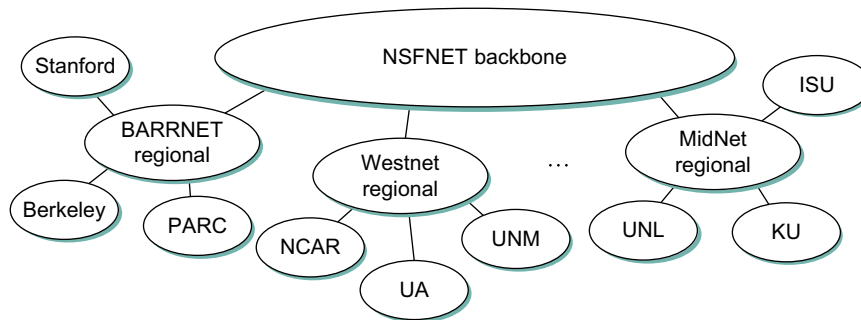 NSFNET backbone
Stanford
ISU
BARRNET
regional
MidNet
regional
Westnet
regional
...
Berkeley
PARC
NCAR
UNM
UNL
KU
UA